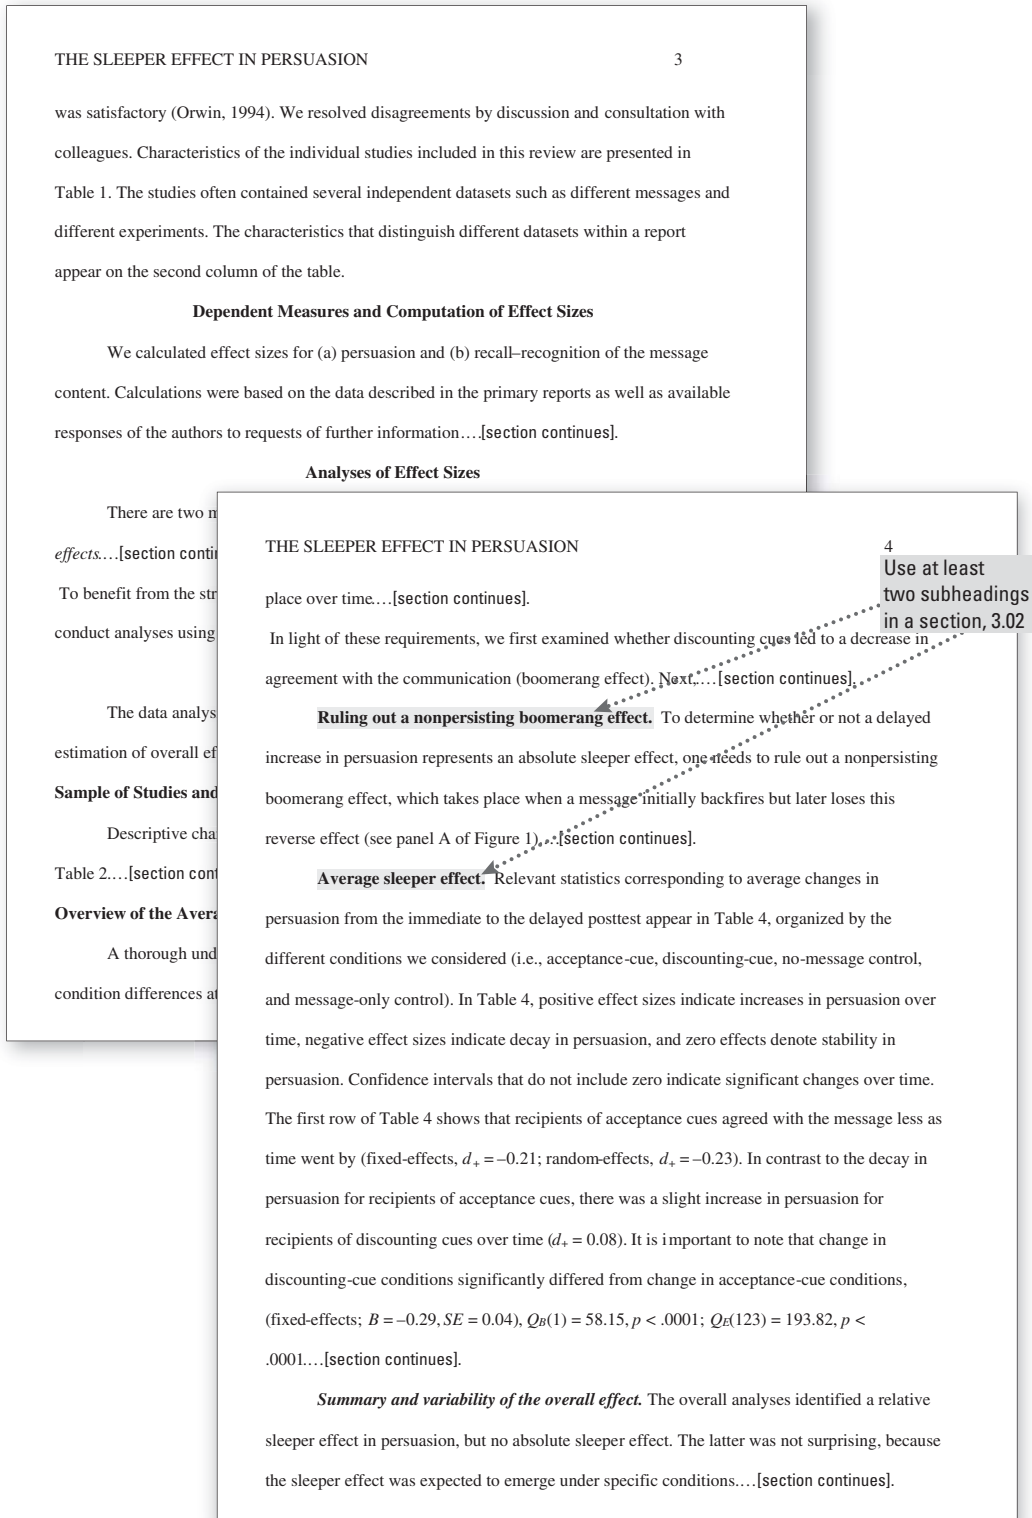 THE SLEEPER EFFECT IN PERSUASION 3
was satisfactory (Orwin, 1994). We resolved disagreements by discussion and consultation with
colleagues. Characteristics of the individual studies included in this review are presented in
Table 1. The studies often contained several independent datasets such as different messages and
different experiments. The characteristics that distinguish different datasets within a report
appear on the second column of the table.
Dependent Measures and Computation of Effect Sizes
We calculated effect sizes for (a) persuasion and (b) recall–recognition of the message
content. Calculations were based on the data described in the primary reports as well as available
responses of the authors to requests of further information….[section continues].
Analyses of Effect Sizes
There are two
effects.…[section
To benefit from the
conduct analyses using
The data
estimation of overall
Sample of Studies and
Descriptive
Table 2.…[section
Overview of the
A thorough
condition differences
THE SLEEPER EFFECT IN PERSUASION 4
Use at least
two subheadings
in a section, 3.02
place over time.…[section continues].
In light of these requirements, we first examined whether discounting cues led to a decrease in
agreement with the communication (boomerang effect). Next,.…[section continues].
Ruling out a nonpersisting boomerang effect. To determine whether or not a delayed
increase in persuasion represents an absolute sleeper effect, one needs to rule out a nonpersisting
boomerang effect, which takes place when a message initially backfires but later loses this
reverse effect (see panel A of Figure 1).…[section continues].
Average sleeper effect. Relevant statistics corresponding to average changes in
persuasion from the immediate to the delayed posttest appear in Table 4, organized by the
different conditions we considered (i.e., acceptance-cue, discounting-cue, no-message control,
and message-only control). In Table 4, positive effect sizes indicate increases in persuasion over
time, negative effect sizes indicate decay in persuasion, and zero effects denote stability in
persuasion. Confidence intervals that do not include zero indicate significant changes over time.
The first row of Table 4 shows that recipients of acceptance cues agreed with the message less as
time went by (fixed-effects, d₊ = –0.21; random-effects, d₊ = –0.23). In contrast to the decay in
persuasion for recipients of acceptance cues, there was a slight increase in persuasion for
recipients of discounting cues over time (d₊ = 0.08). It is important to note that change in
discounting-cue conditions significantly differed from change in acceptance-cue conditions,
(fixed-effects; B = –0.29, SE = 0.04), QB(1) = 58.15, p < .0001; QE(123) = 193.82, p <
.0001.…[section continues].
Summary and variability of the overall effect. The overall analyses identified a relative
sleeper effect in persuasion, but no absolute sleeper effect. The latter was not surprising, because
the sleeper effect was expected to emerge under specific conditions.…[section continues].